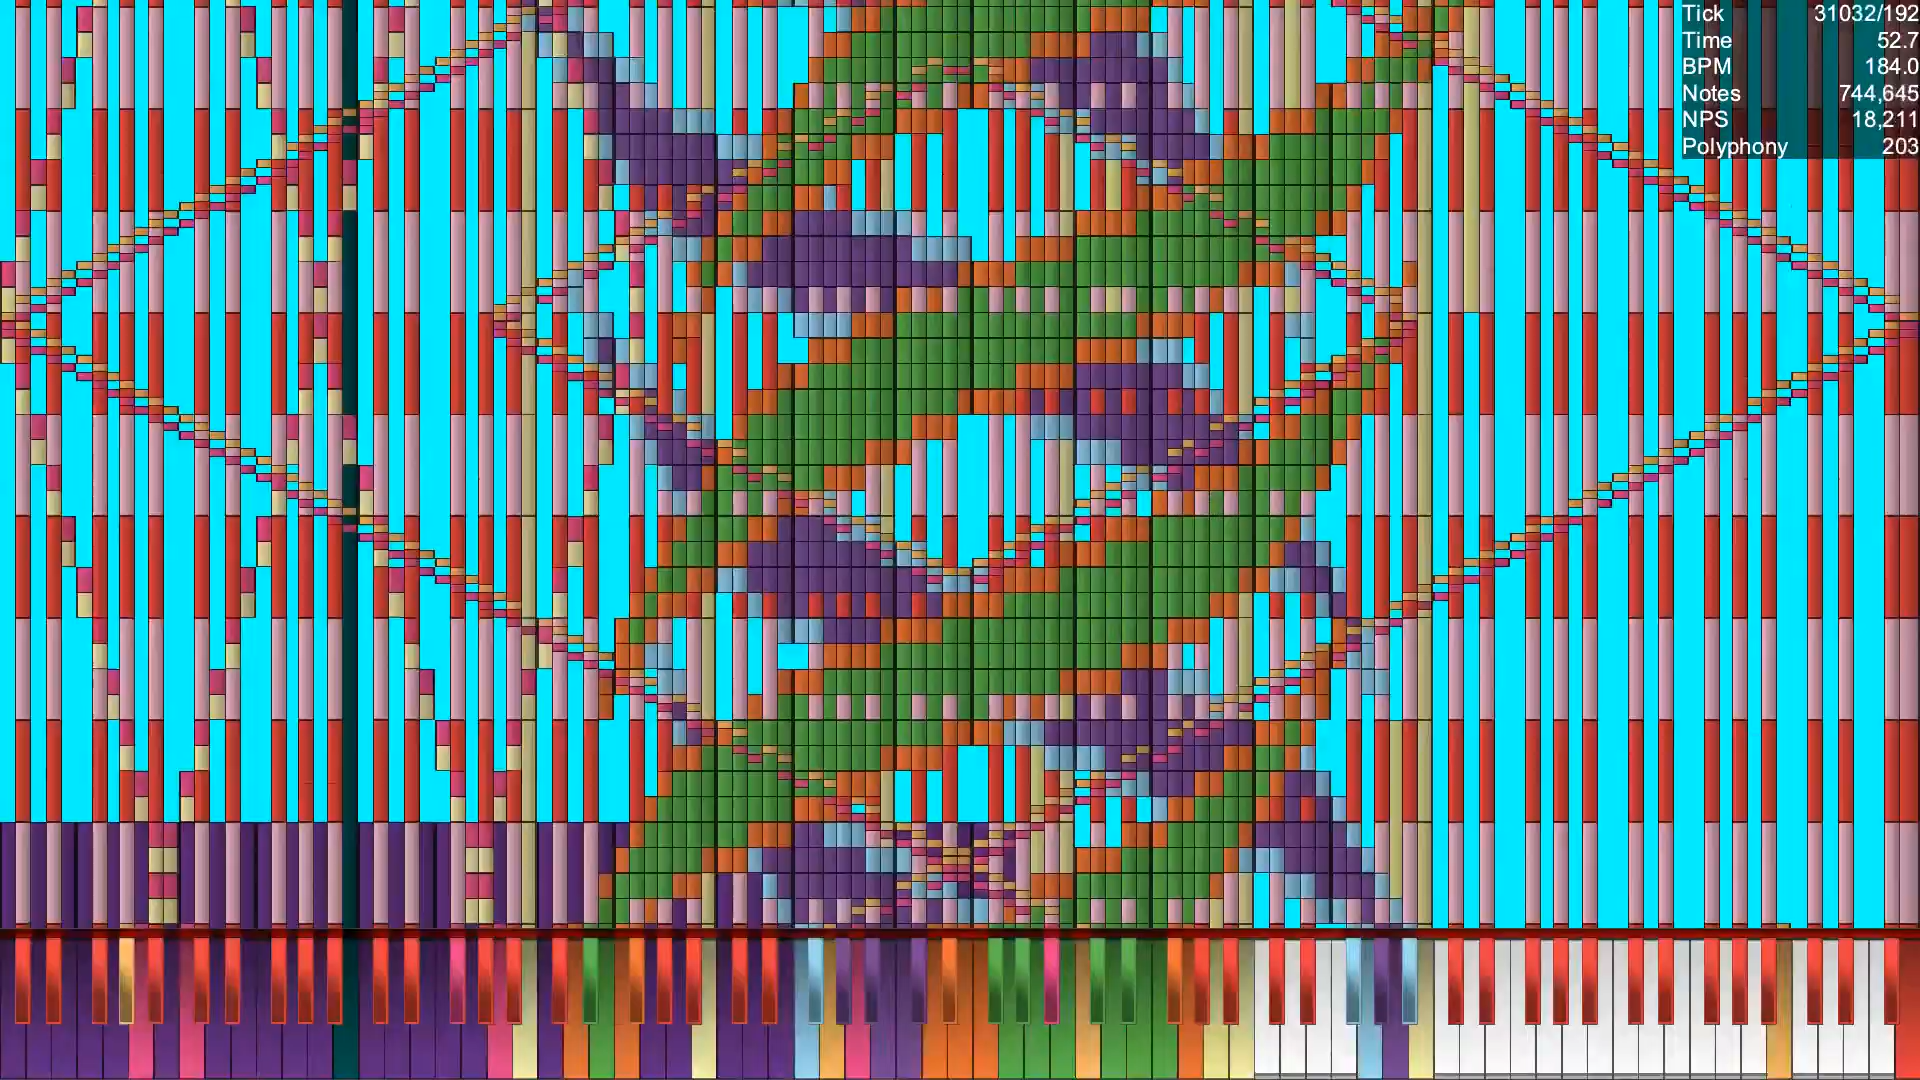 Tick 31032/192
Time 52.7
BPM 184.0
Notes 744,645
NPS 18,211
Polyphony 203